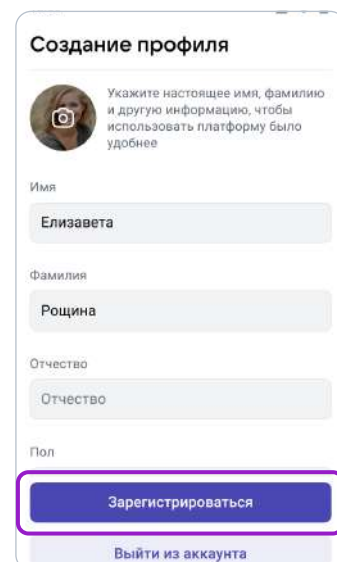 Создание профиля
Укажите настоящее имя, фамилию
и другую информацию, чтобы
использовать платформу было
удобнее
Имя
Елизавета
Фамилия
Рощина
Отчество
Отчество
Пол
Зарегистрироваться
Выйти из аккаунта